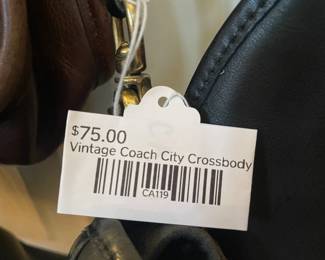 $75.00
Vintage Coach City Crossbody
CA119